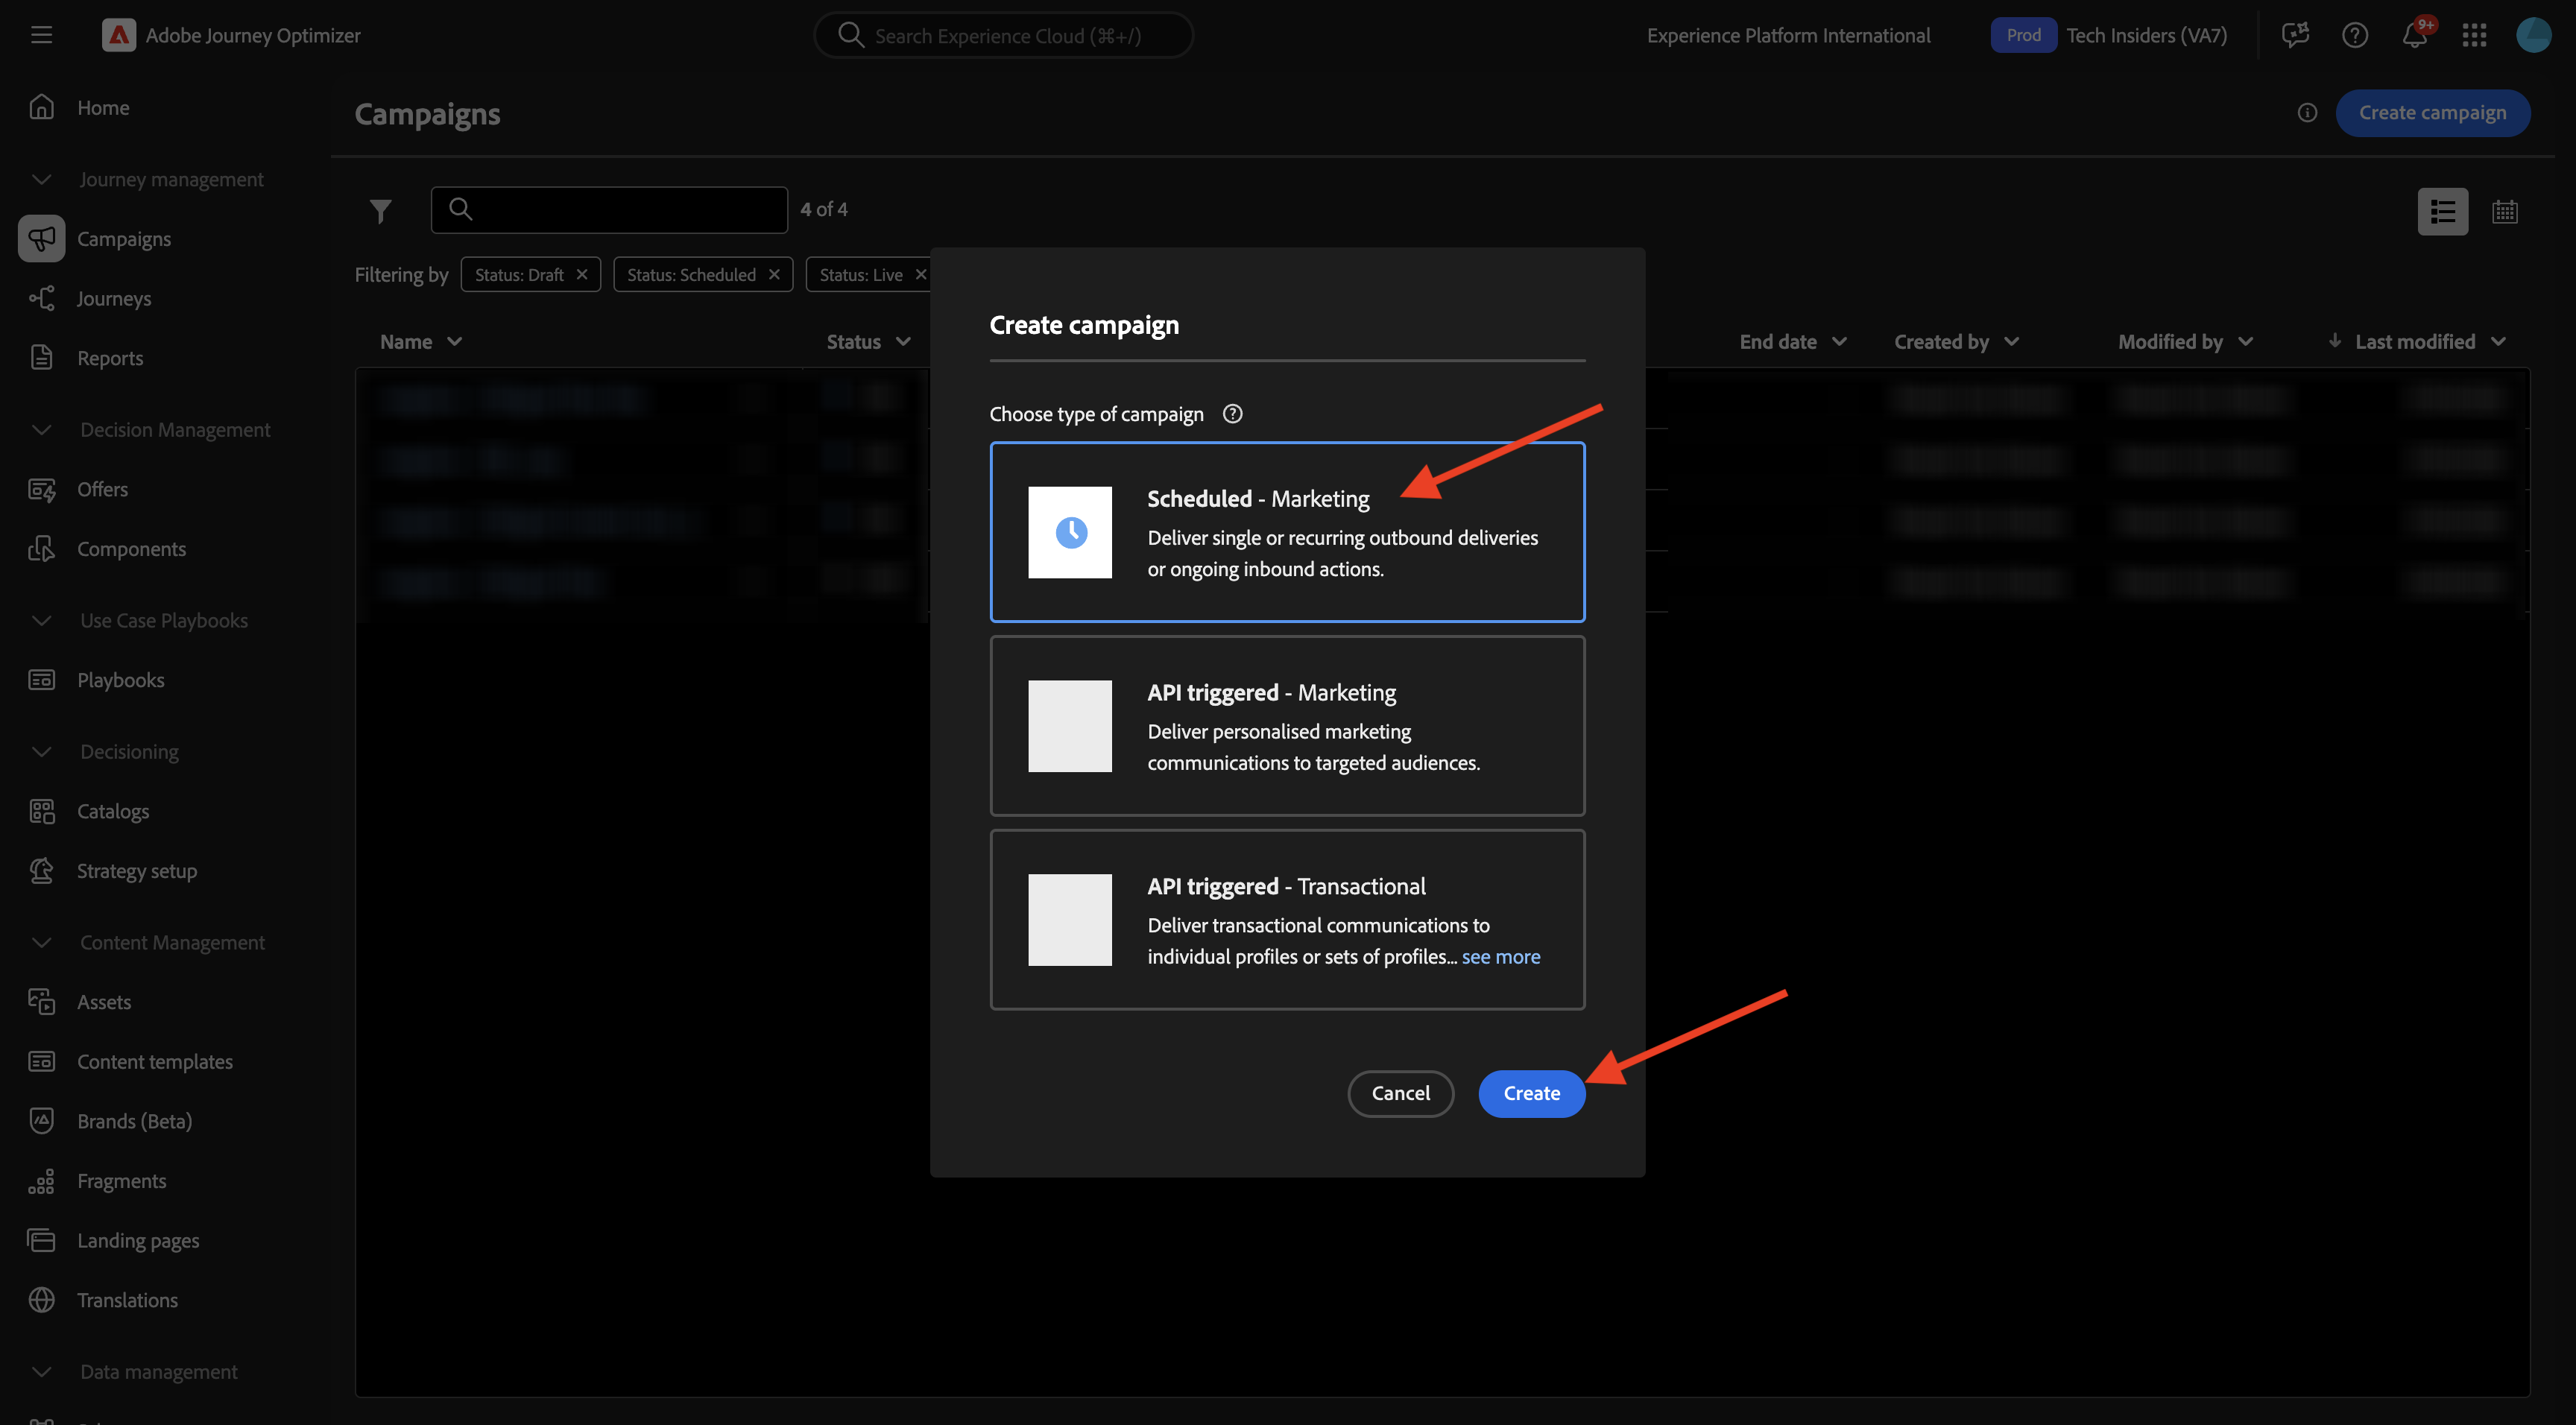 Adobe Journey Optimizer
Search Experience Cloud (⌘+/)
Experience Platform International
Prod
Tech Insiders (VA7)
9+
Home
Journey management
Campaigns
Journeys
Reports
Decision Management
Offers
Components
Use Case Playbooks
Playbooks
Decisioning
Catalogs
Strategy setup
Content Management
Assets
Content templates
Brands (Beta)
Fragments
Landing pages
Translations
Data management
Campaigns
Create campaign
4 of 4
Filtering by
Status: Draft
Status: Scheduled
Status: Live
Name
Status
End date
Created by
Modified by
Last modified
Create campaign
Choose type of campaign
Scheduled - Marketing
Deliver single or recurring outbound deliveries
or ongoing inbound actions.
API triggered - Marketing
Deliver personalised marketing
communications to targeted audiences.
API triggered - Transactional
Deliver transactional communications to
individual profiles or sets of profiles... see more
Cancel
Create